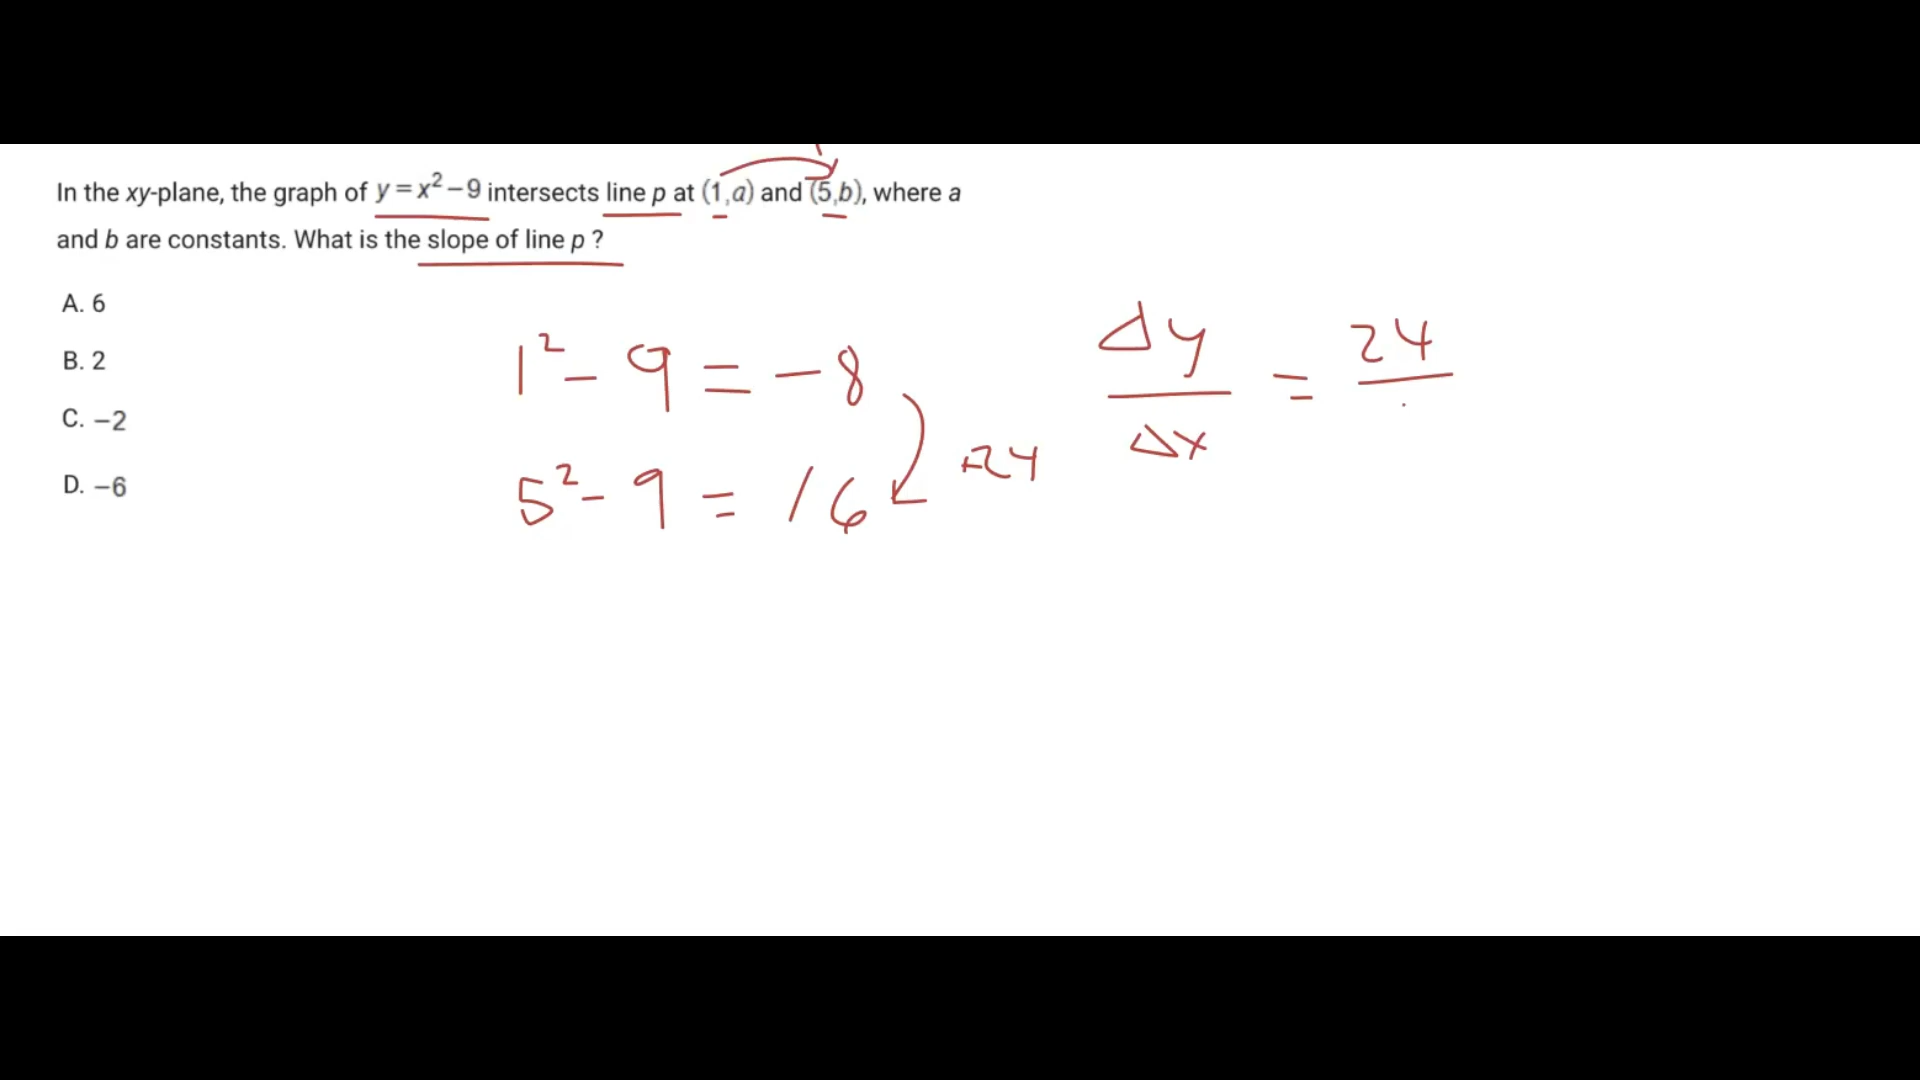 In the xy-plane, the graph of y = x² − 9 intersects line p at (1,a) and (5,b), where a
and b are constants. What is the slope of line p ?
A. 6
B. 2
C. −2
D. −6
1² − 9 = −8
5² − 9 = 16
+24
Δy
Δx
=
24